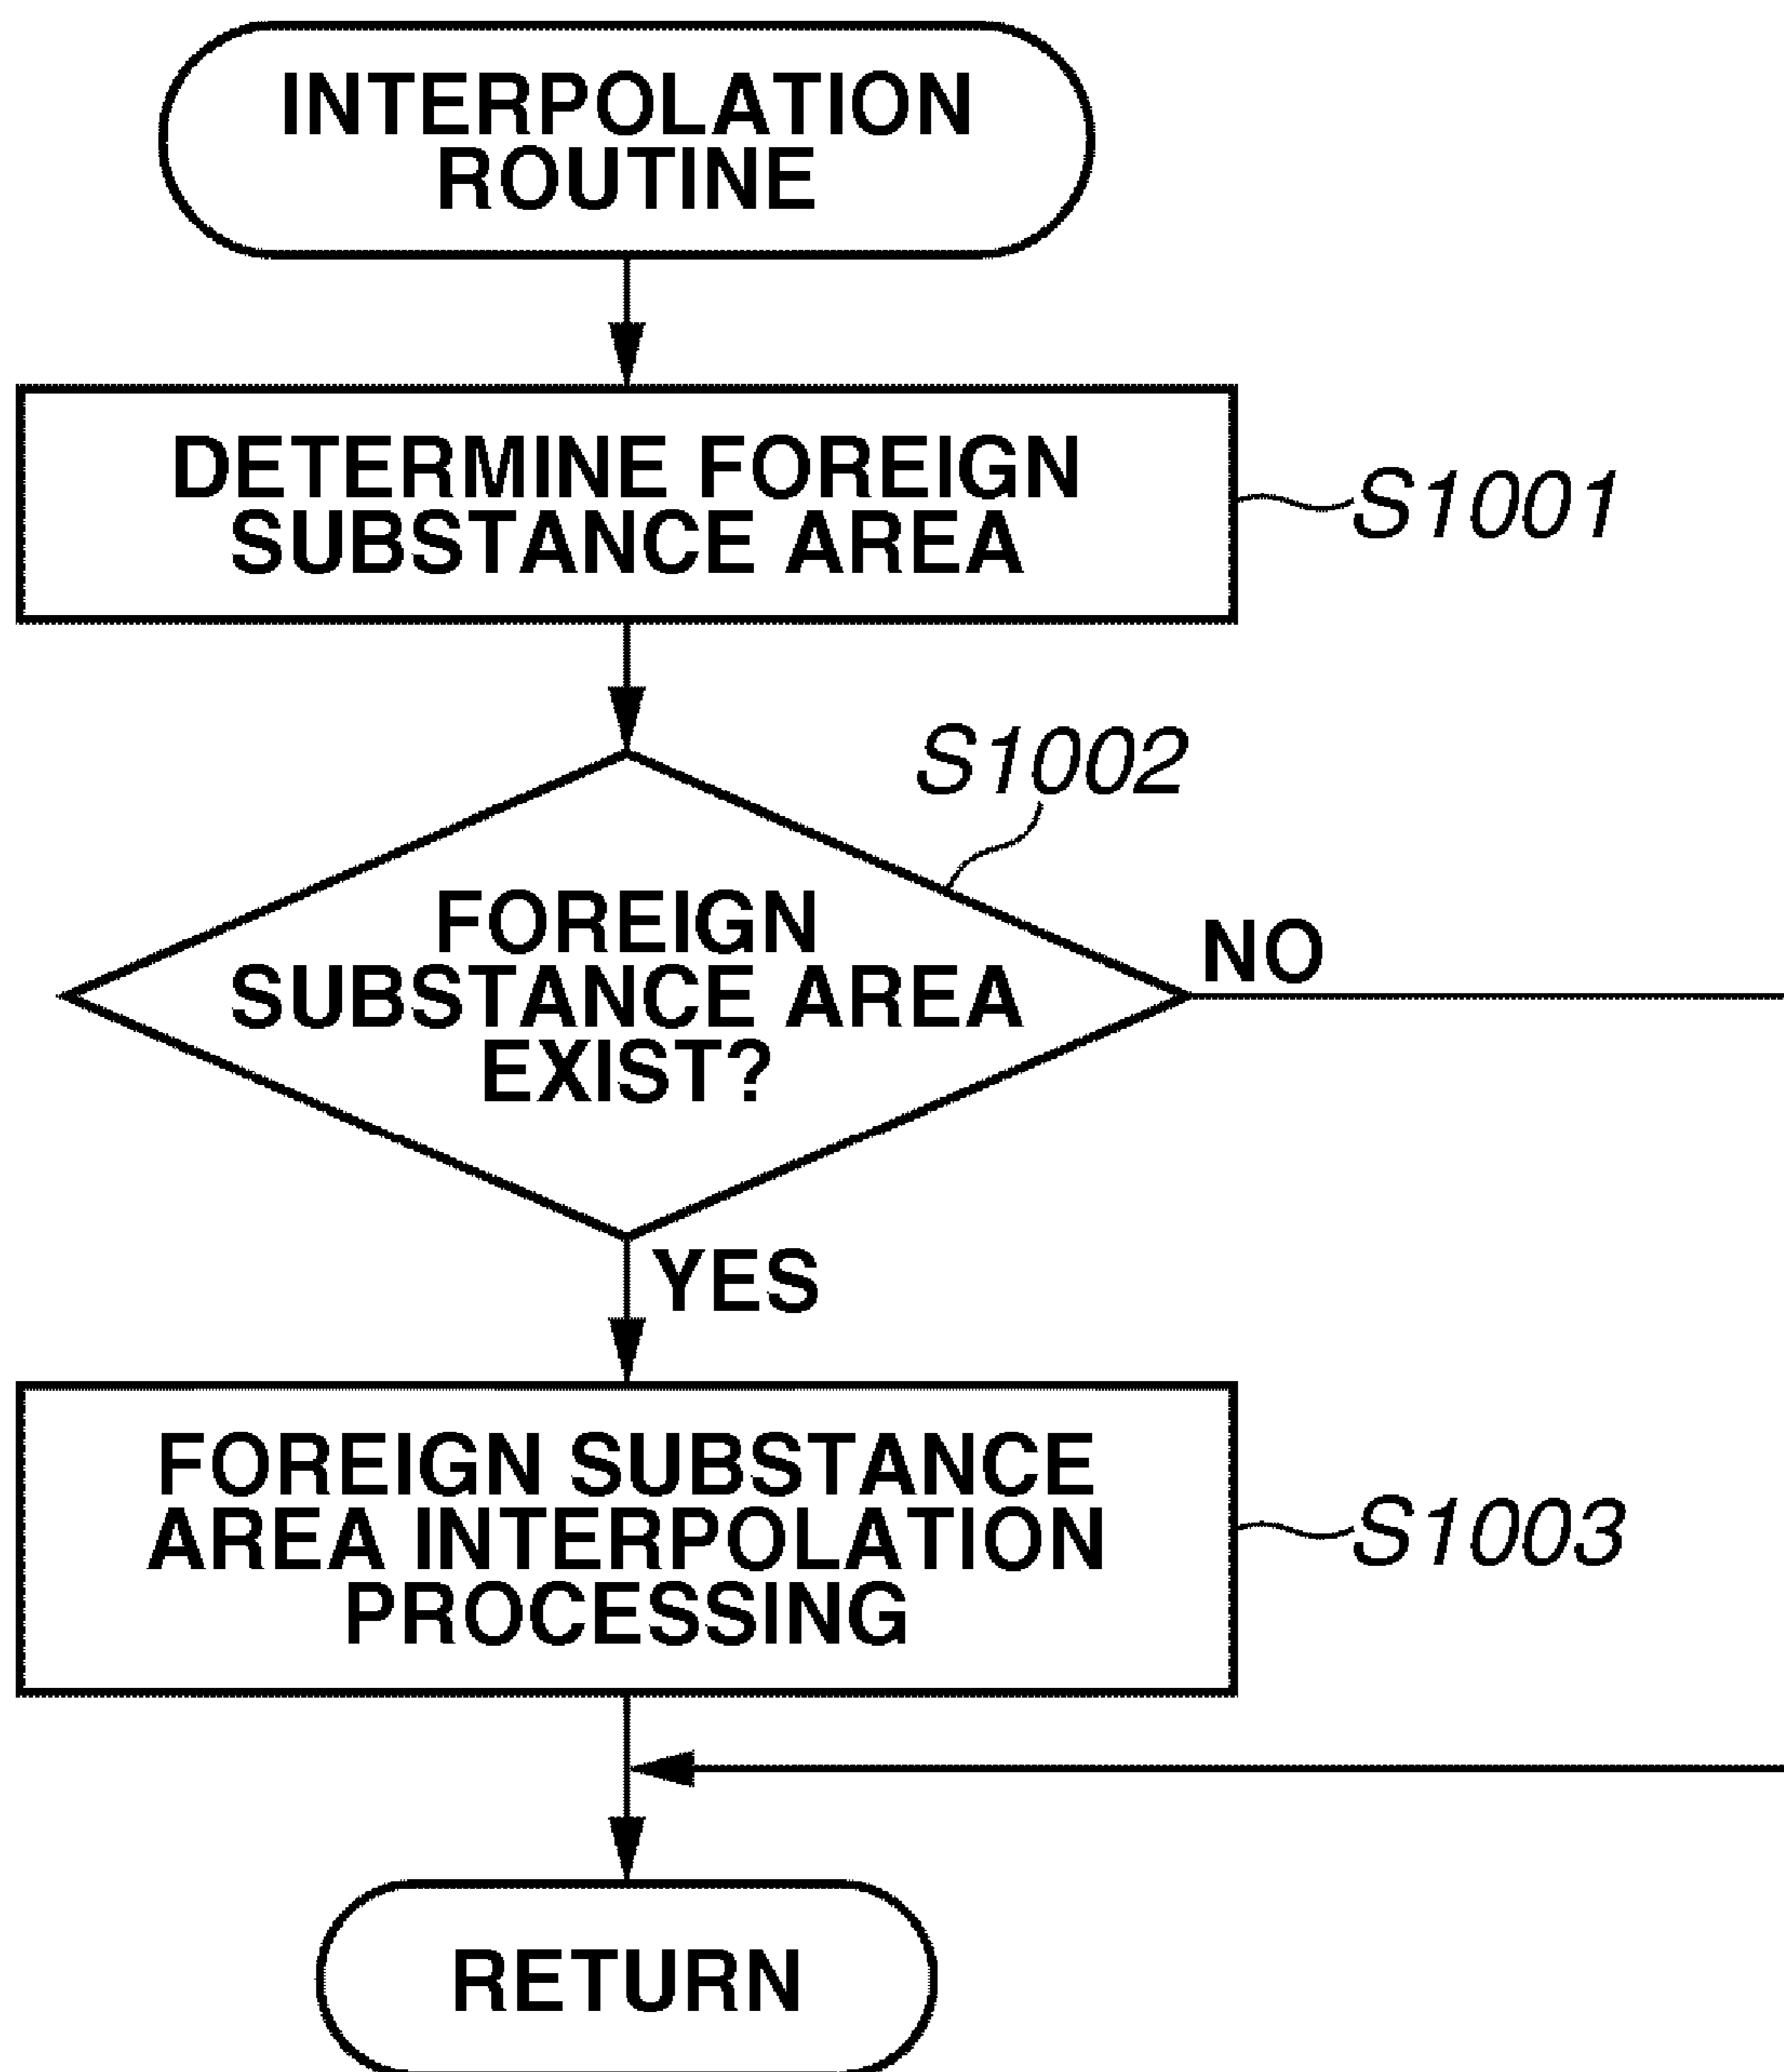 INTERPOLATION
ROUTINE
DETERMINE FOREIGN
SUBSTANCE AREA
S1001
S1002
FOREIGN
SUBSTANCE AREA
EXIST?
NO
YES
FOREIGN SUBSTANCE
AREA INTERPOLATION
PROCESSING
S1003
RETURN